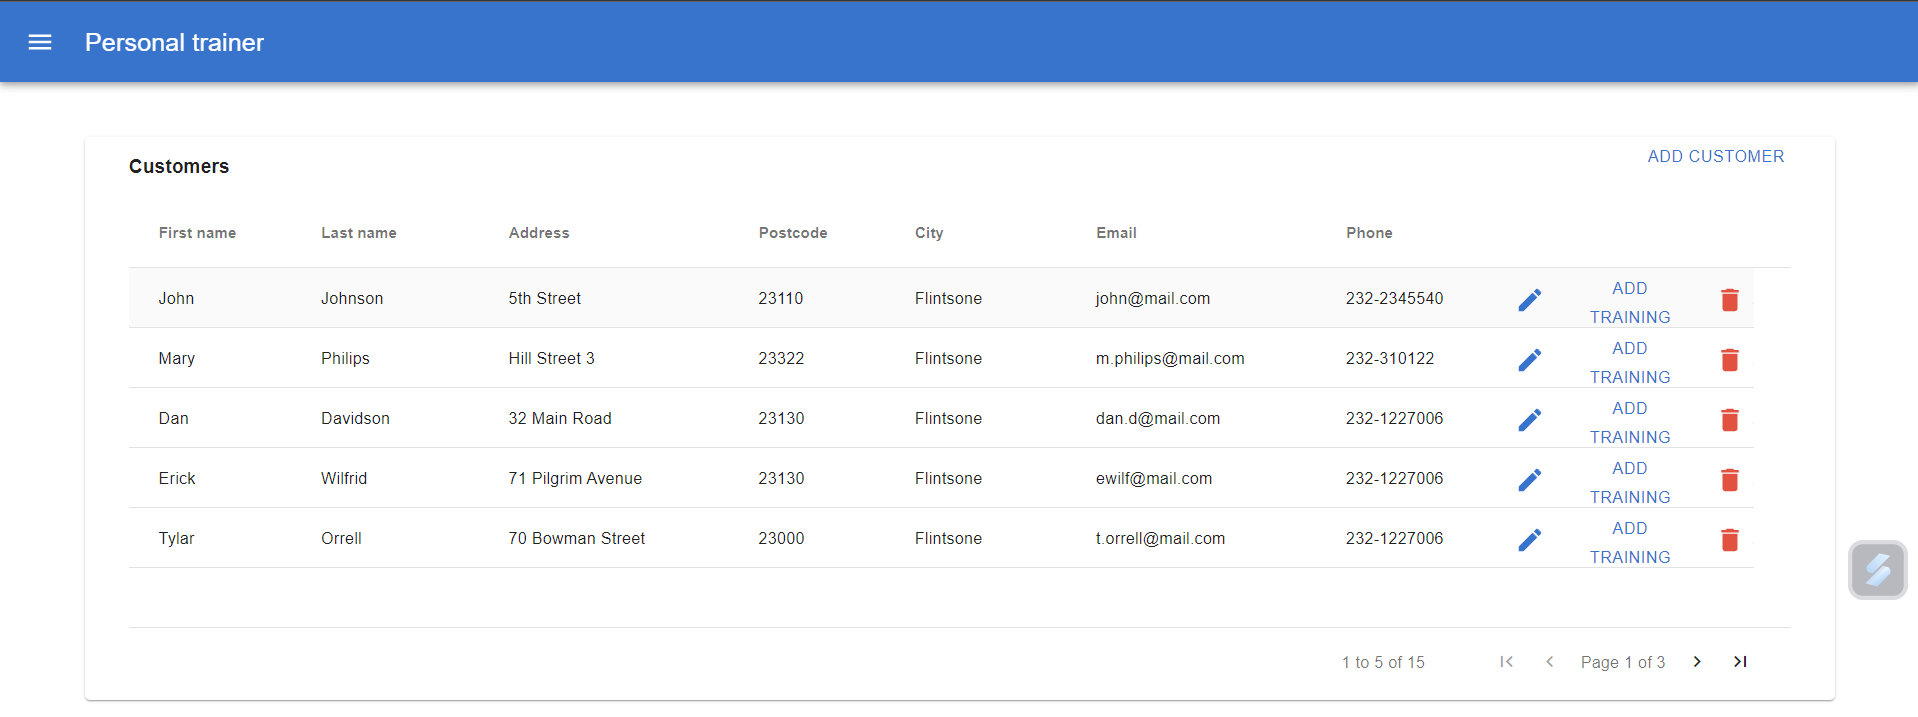 Personal trainer
Customers
ADD CUSTOMER
First name Last name Address Postcode City Email Phone
John Johnson 5th Street 23110 Flintsone john@mail.com 232-2345540 ADD TRAINING
Mary Philips Hill Street 3 23322 Flintsone m.philips@mail.com 232-310122 ADD TRAINING
Dan Davidson 32 Main Road 23130 Flintsone dan.d@mail.com 232-1227006 ADD TRAINING
Erick Wilfrid 71 Pilgrim Avenue 23130 Flintsone ewilf@mail.com 232-1227006 ADD TRAINING
Tylar Orrell 70 Bowman Street 23000 Flintsone t.orrell@mail.com 232-1227006 ADD TRAINING
1 to 5 of 15 Page 1 of 3